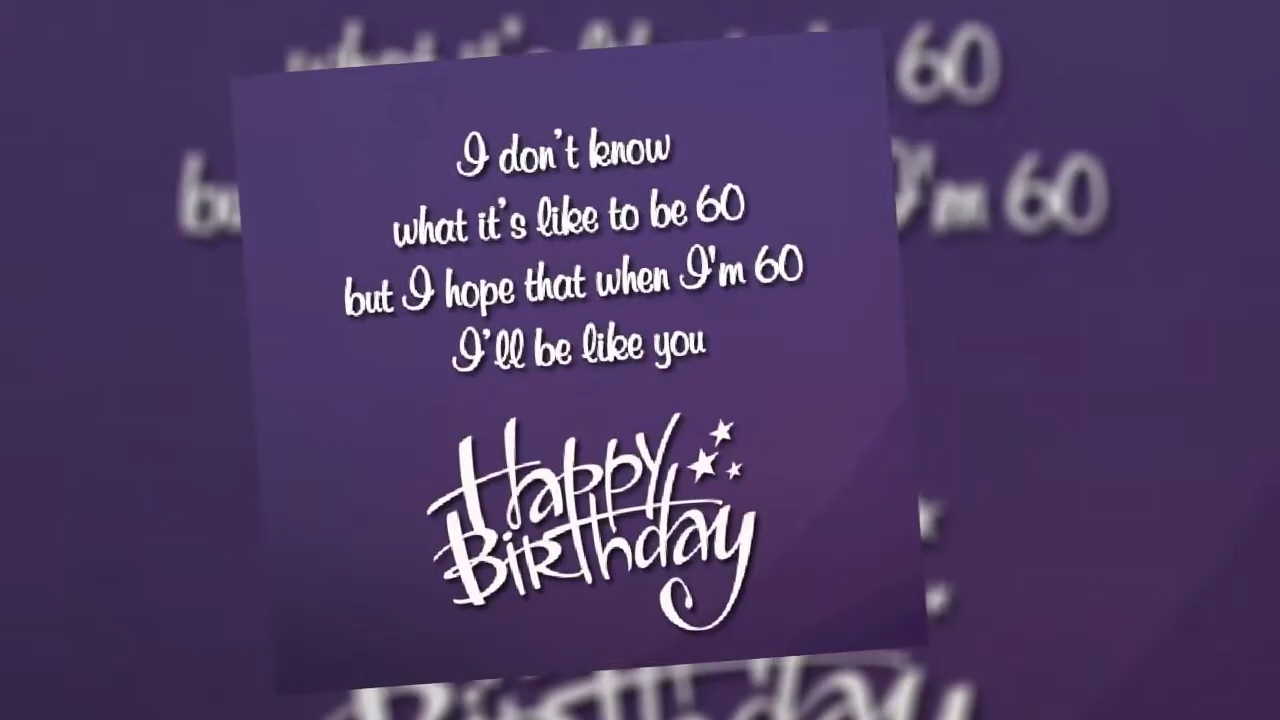 I don't know
what it's like to be 60
but I hope that when I'm 60
I'll be like you
Happy
Birthday